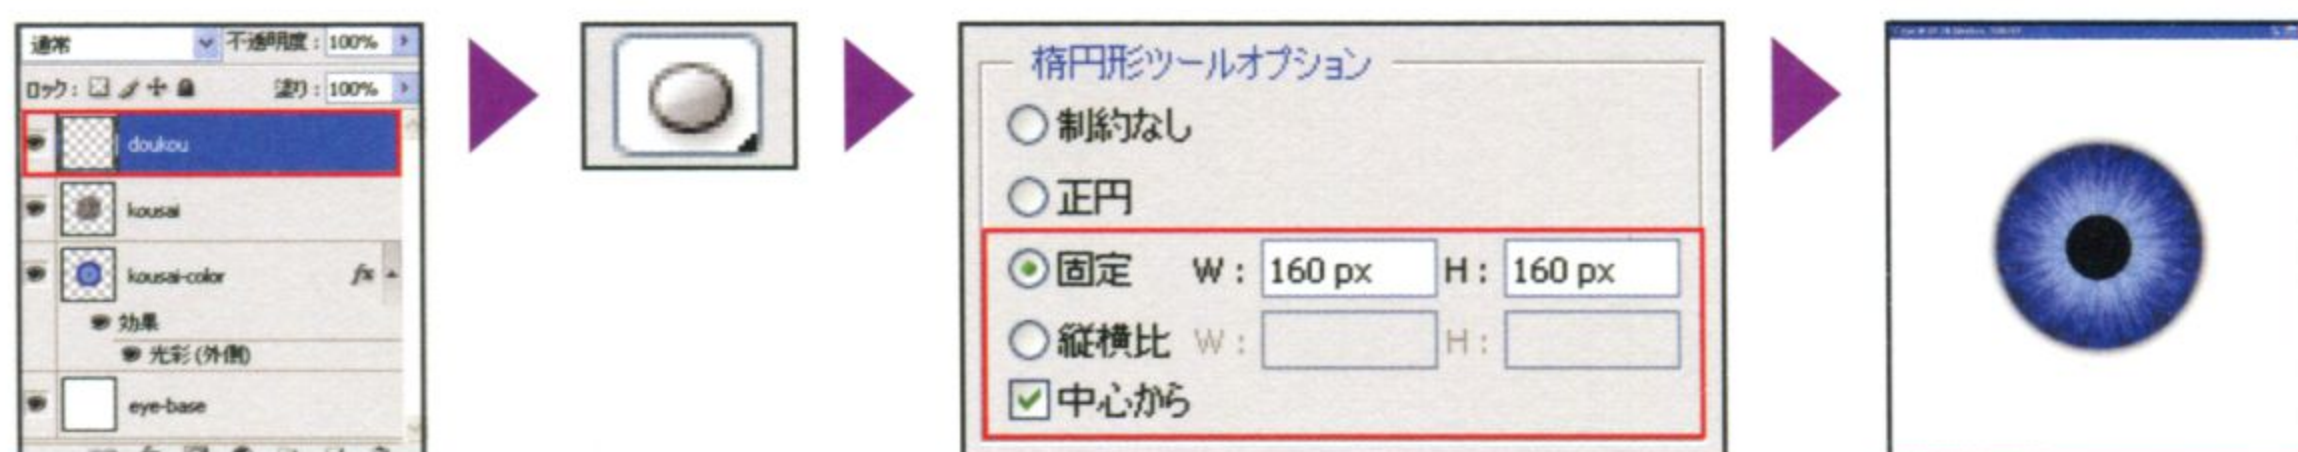 通常
不透明度 : 100%
ロック :
塗り : 100%
doukou
kousai
kousai-color fx
効果
光彩 (外側)
eye-base
楕円形ツールオプション
制約なし
正円
固定 W : 160 px H : 160 px
縦横比 W : H :
中心から